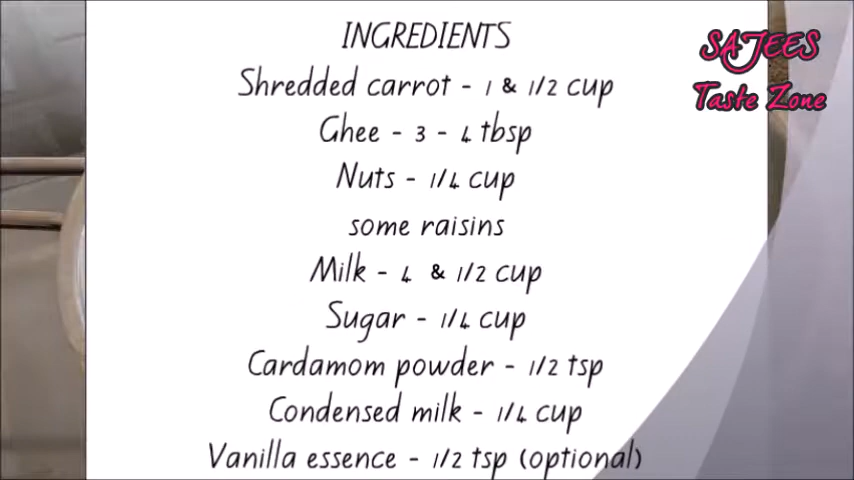 INGREDIENTS
Shredded carrot - 1 & 1/2 cup
Ghee - 3 - 4 tbsp
Nuts - 1/4 cup
some raisins
Milk - 4 & 1/2 cup
Sugar - 1/4 cup
Cardamom powder - 1/2 tsp
Condensed milk - 1/4 cup
Vanilla essence - 1/2 tsp (optional)
SAJEES
Taste Zone